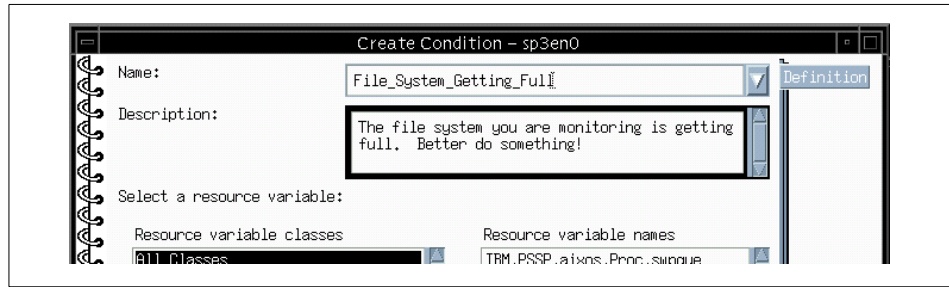 Create Condition – sp3en0
Name:
File_System_Getting_Full
Definition
Description:
The file system you are monitoring is getting
full. Better do something!
Select a resource variable:
Resource variable classes
Resource variable names
All Classes
IBM.PSSP.aixos.Proc.swpque